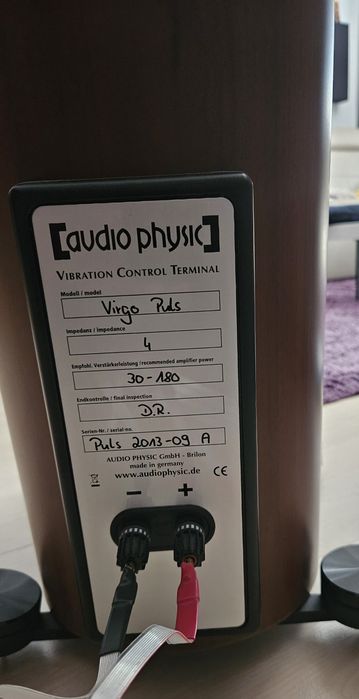 [audio physic]
VIBRATION CONTROL TERMINAL
Modell / model
Virgo Puls
Impedanz / impedance
4
Empfohl. Verstärkerleistung / recommended amplifier power
30-180
Endkontrolle / final inspection
D.R.
Serien-Nr. / serial-no.
Puls 2013-09 A
AUDIO PHYSIC GmbH - Brilon
made in germany
www.audiophysic.de CE
- +